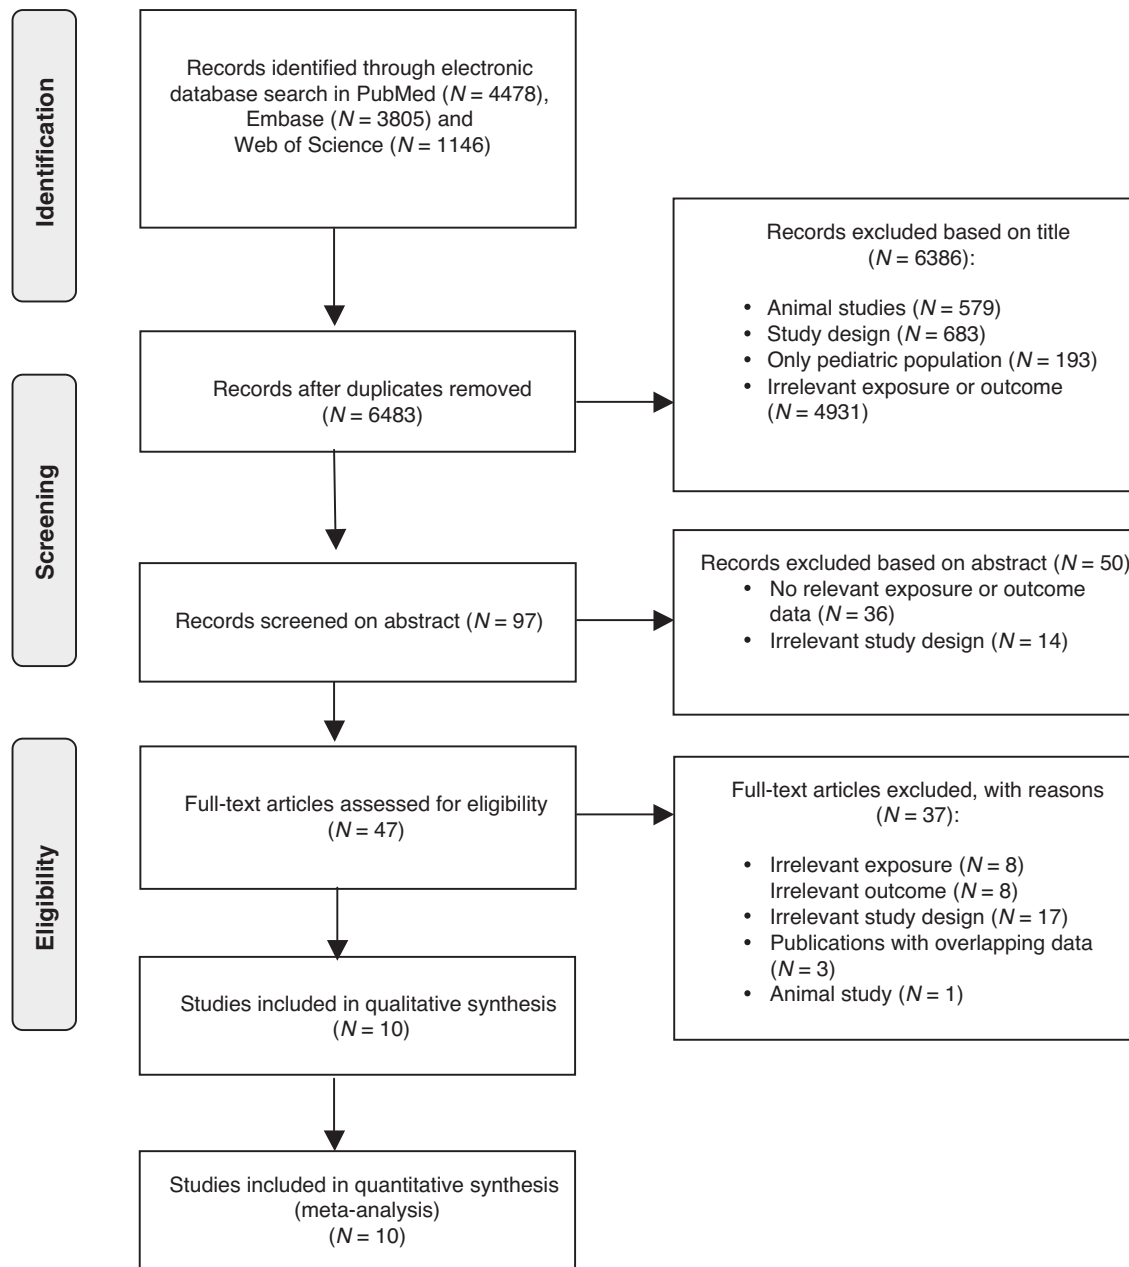 Identification
Records identified through electronic
database search in PubMed (N = 4478),
Embase (N = 3805) and
Web of Science (N = 1146)
Records excluded based on title
(N = 6386):
• Animal studies (N = 579)
• Study design (N = 683)
• Only pediatric population (N = 193)
• Irrelevant exposure or outcome
(N = 4931)
Screening
Records after duplicates removed
(N = 6483)
Records screened on abstract (N = 97)
Records excluded based on abstract (N = 50)
• No relevant exposure or outcome
data (N = 36)
• Irrelevant study design (N = 14)
Eligibility
Full-text articles assessed for eligibility
(N = 47)
Full-text articles excluded, with reasons
(N = 37):
• Irrelevant exposure (N = 8)
Irrelevant outcome (N = 8)
• Irrelevant study design (N = 17)
• Publications with overlapping data
(N = 3)
• Animal study (N = 1)
Studies included in qualitative synthesis
(N = 10)
Studies included in quantitative synthesis
(meta-analysis)
(N = 10)